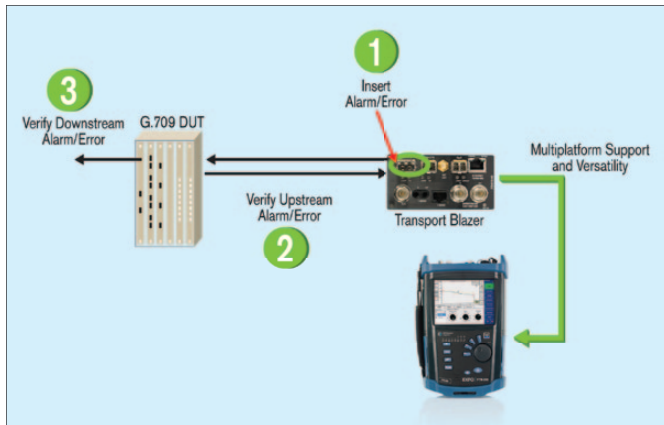 1
Insert
Alarm/Error
3
G.709 DUT
Verify Downstream
Alarm/Error
Multiplatform Support
and Versatility
Verify Upstream
Alarm/Error
2
Transport Blazer